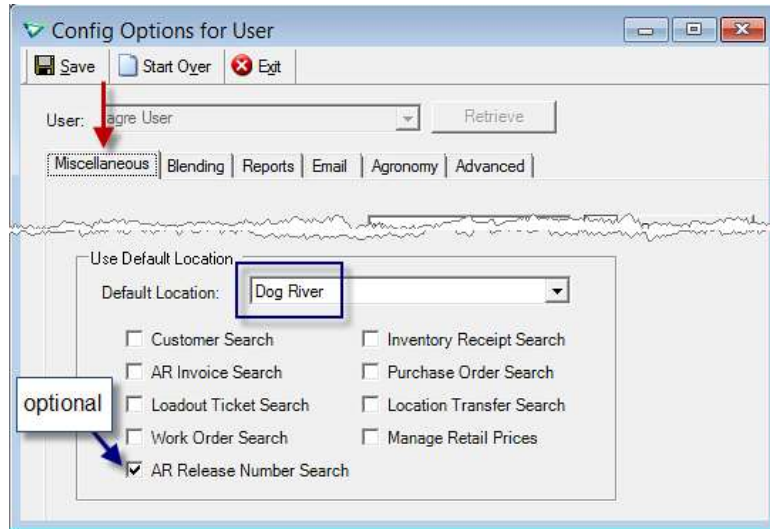 Config Options for User
Save Start Over Exit
User: agre User Retrieve
Miscellaneous Blending Reports Email Agronomy Advanced
Use Default Location
Default Location: Dog River
Customer Search Inventory Receipt Search
AR Invoice Search Purchase Order Search
optional Loadout Ticket Search Location Transfer Search
Work Order Search Manage Retail Prices
AR Release Number Search